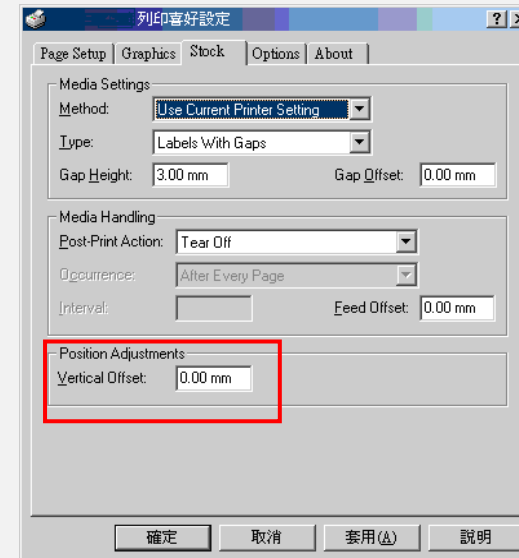 列印喜好設定
Page Setup Graphics Stock Options About
Media Settings
Method: Use Current Printer Setting
Type: Labels With Gaps
Gap Height: 3.00 mm Gap Offset: 0.00 mm
Media Handling
Post-Print Action: Tear Off
Occurrence: After Every Page
Interval: Feed Offset: 0.00 mm
Position Adjustments
Vertical Offset: 0.00 mm
確定 取消 套用(A) 說明